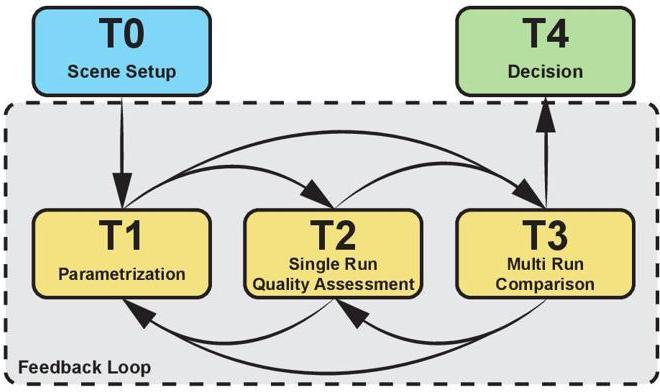 T0
Scene Setup
T4
Decision
T1
Parametrization
T2
Single Run
Quality Assessment
T3
Multi Run
Comparison
Feedback Loop